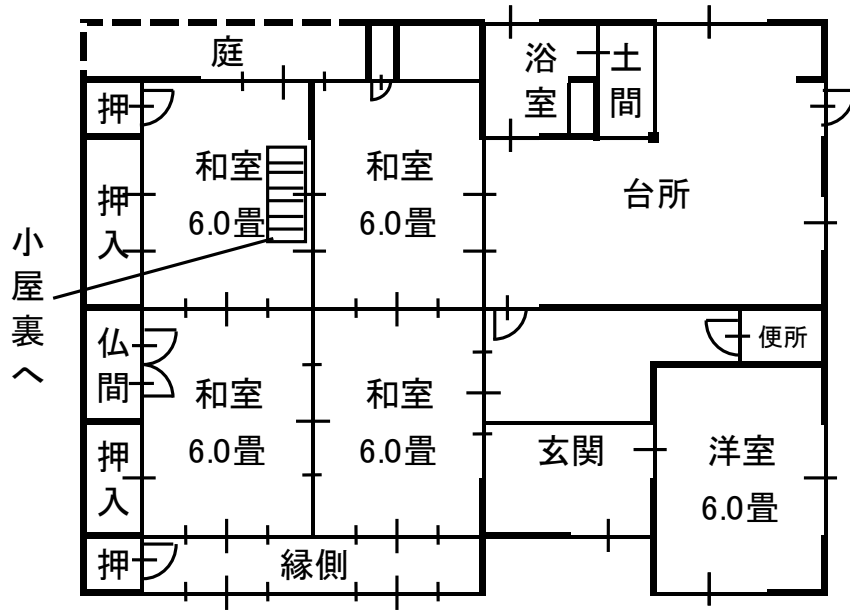 庭
浴室
土間
押
和室
6.0畳
和室
6.0畳
押入
台所
小屋裏へ
仏間
便所
和室
6.0畳
和室
6.0畳
押入
玄関
洋室
6.0畳
押
縁側